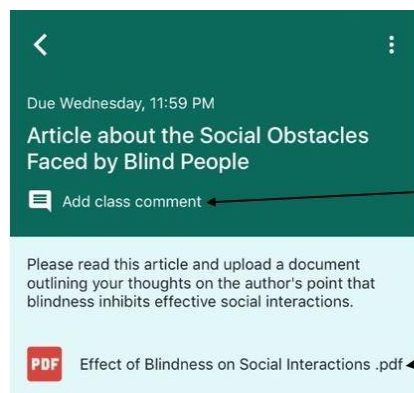 Due Wednesday, 11:59 PM
Article about the Social Obstacles
Faced by Blind People
Add class comment
Please read this article and upload a document
outlining your thoughts on the author's point that
blindness inhibits effective social interactions.
PDF Effect of Blindness on Social Interactions .pdf